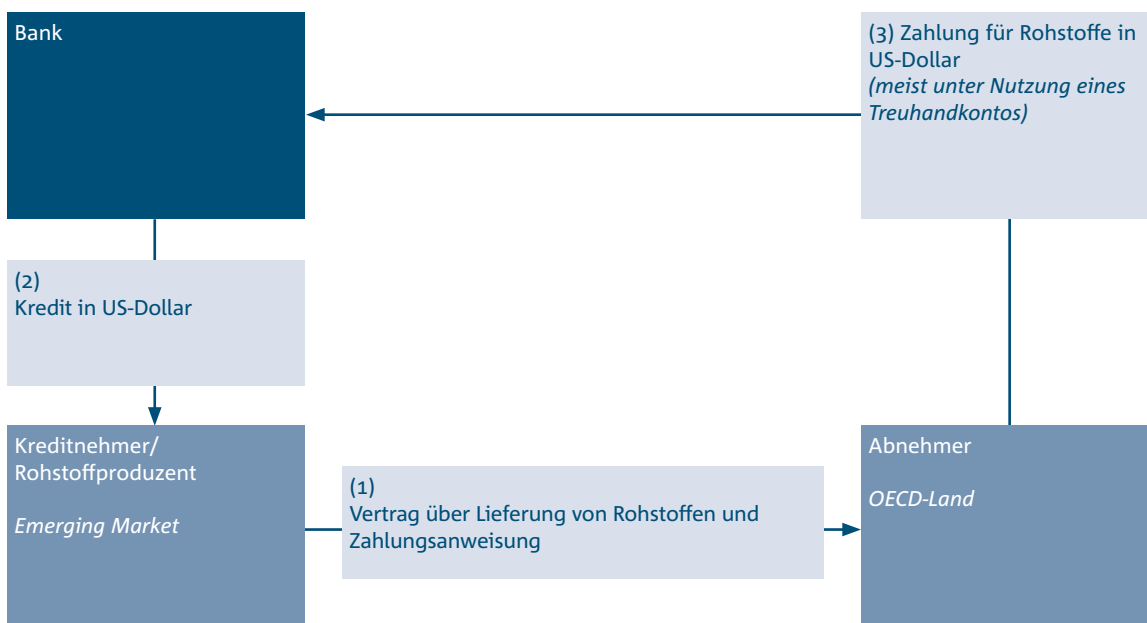 Bank
(3) Zahlung für Rohstoffe in
US-Dollar
(meist unter Nutzung eines
Treuhandkontos)
(2)
Kredit in US-Dollar
Kreditnehmer/
Rohstoffproduzent
Emerging Market
(1)
Vertrag über Lieferung von Rohstoffen und
Zahlungsanweisung
Abnehmer
OECD-Land